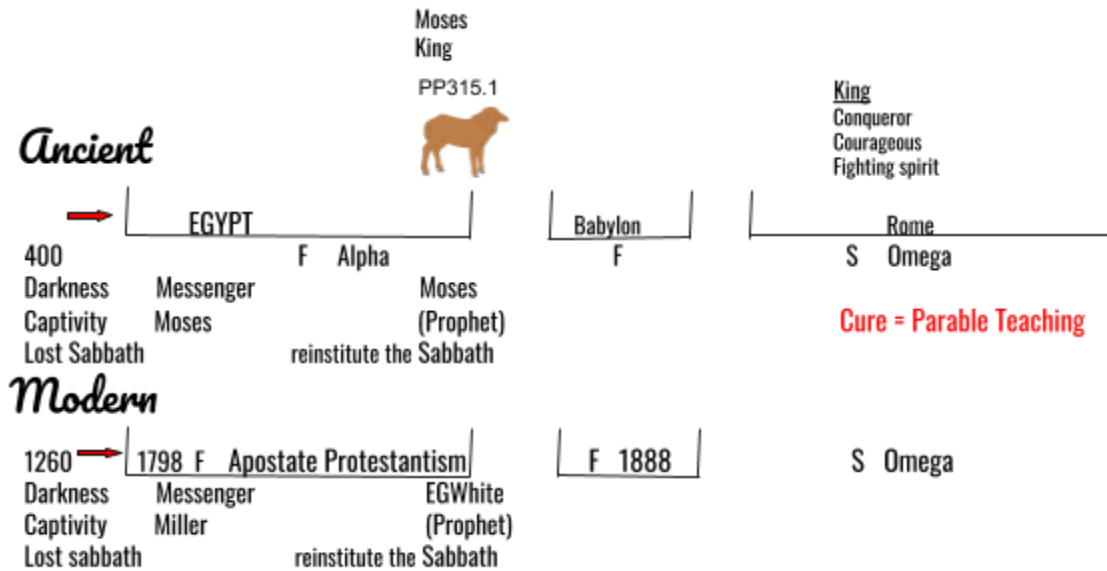 Moses
King
PP315.1
King
Conqueror
Courageous
Fighting spirit
Ancient
EGYPT
Babylon
Rome
400 F Alpha F S Omega
Darkness Messenger Moses
Captivity Moses (Prophet) Cure = Parable Teaching
Lost Sabbath reinstitute the Sabbath
Modern
1260 1798 F Apostate Protestantism F 1888 S Omega
Darkness Messenger EGWhite
Captivity Miller (Prophet)
Lost sabbath reinstitute the Sabbath